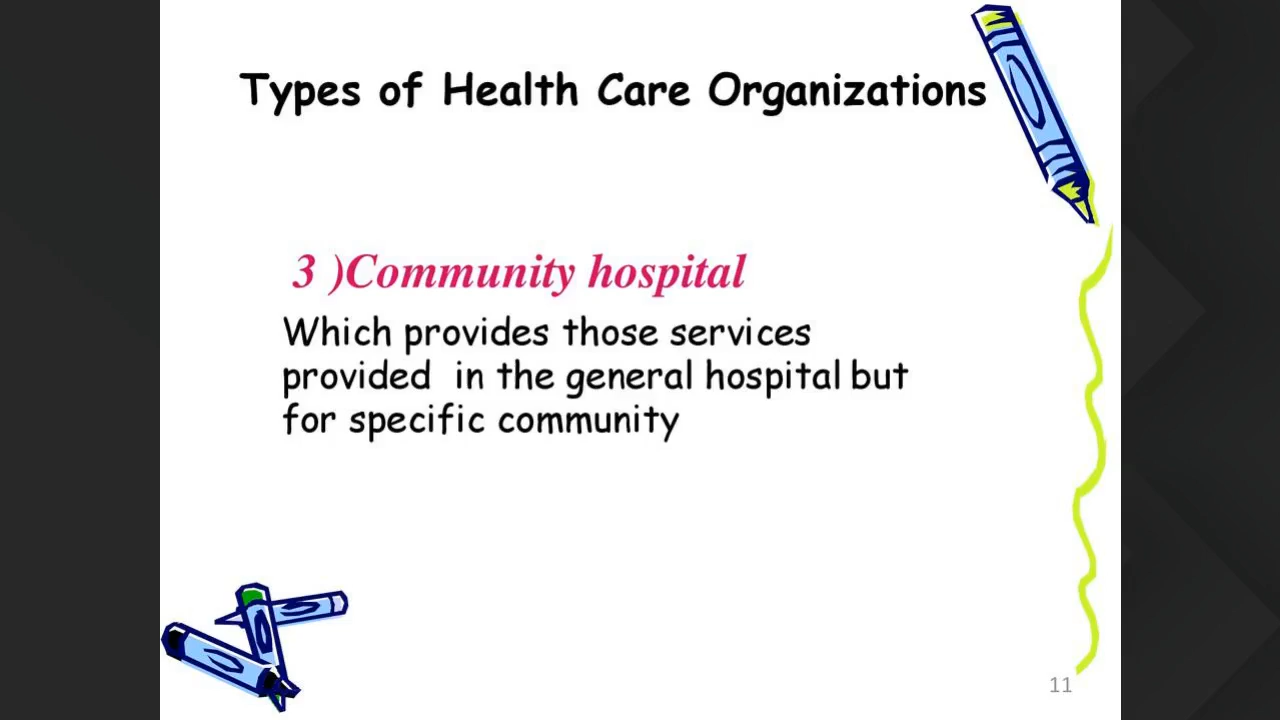 Types of Health Care Organizations
3 )Community hospital
Which provides those services
provided  in the general hospital but
for specific community
11